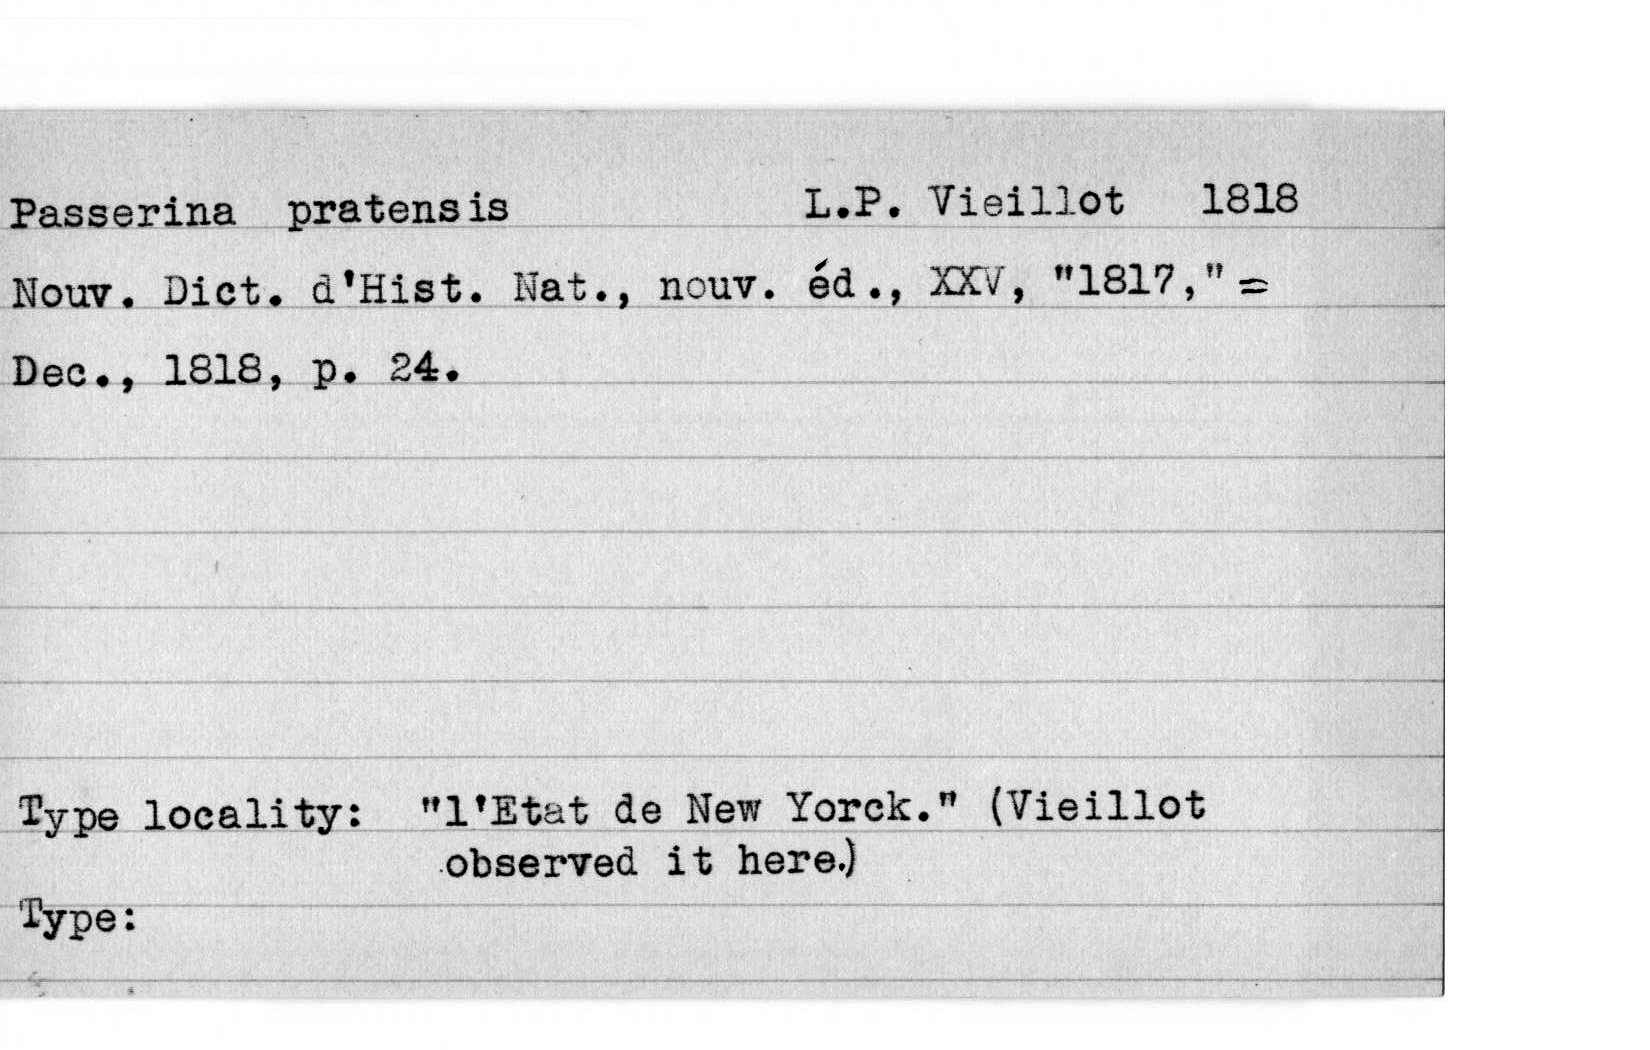 Passerina pratensis L.P. Vieillot 1818
Nouv. Dict. d'Hist. Nat., nouv. éd., XXV, "1817," =
Dec., 1818, p. 24.
Type locality: "l'Etat de New Yorck." (Vieillot
observed it here.)
Type: